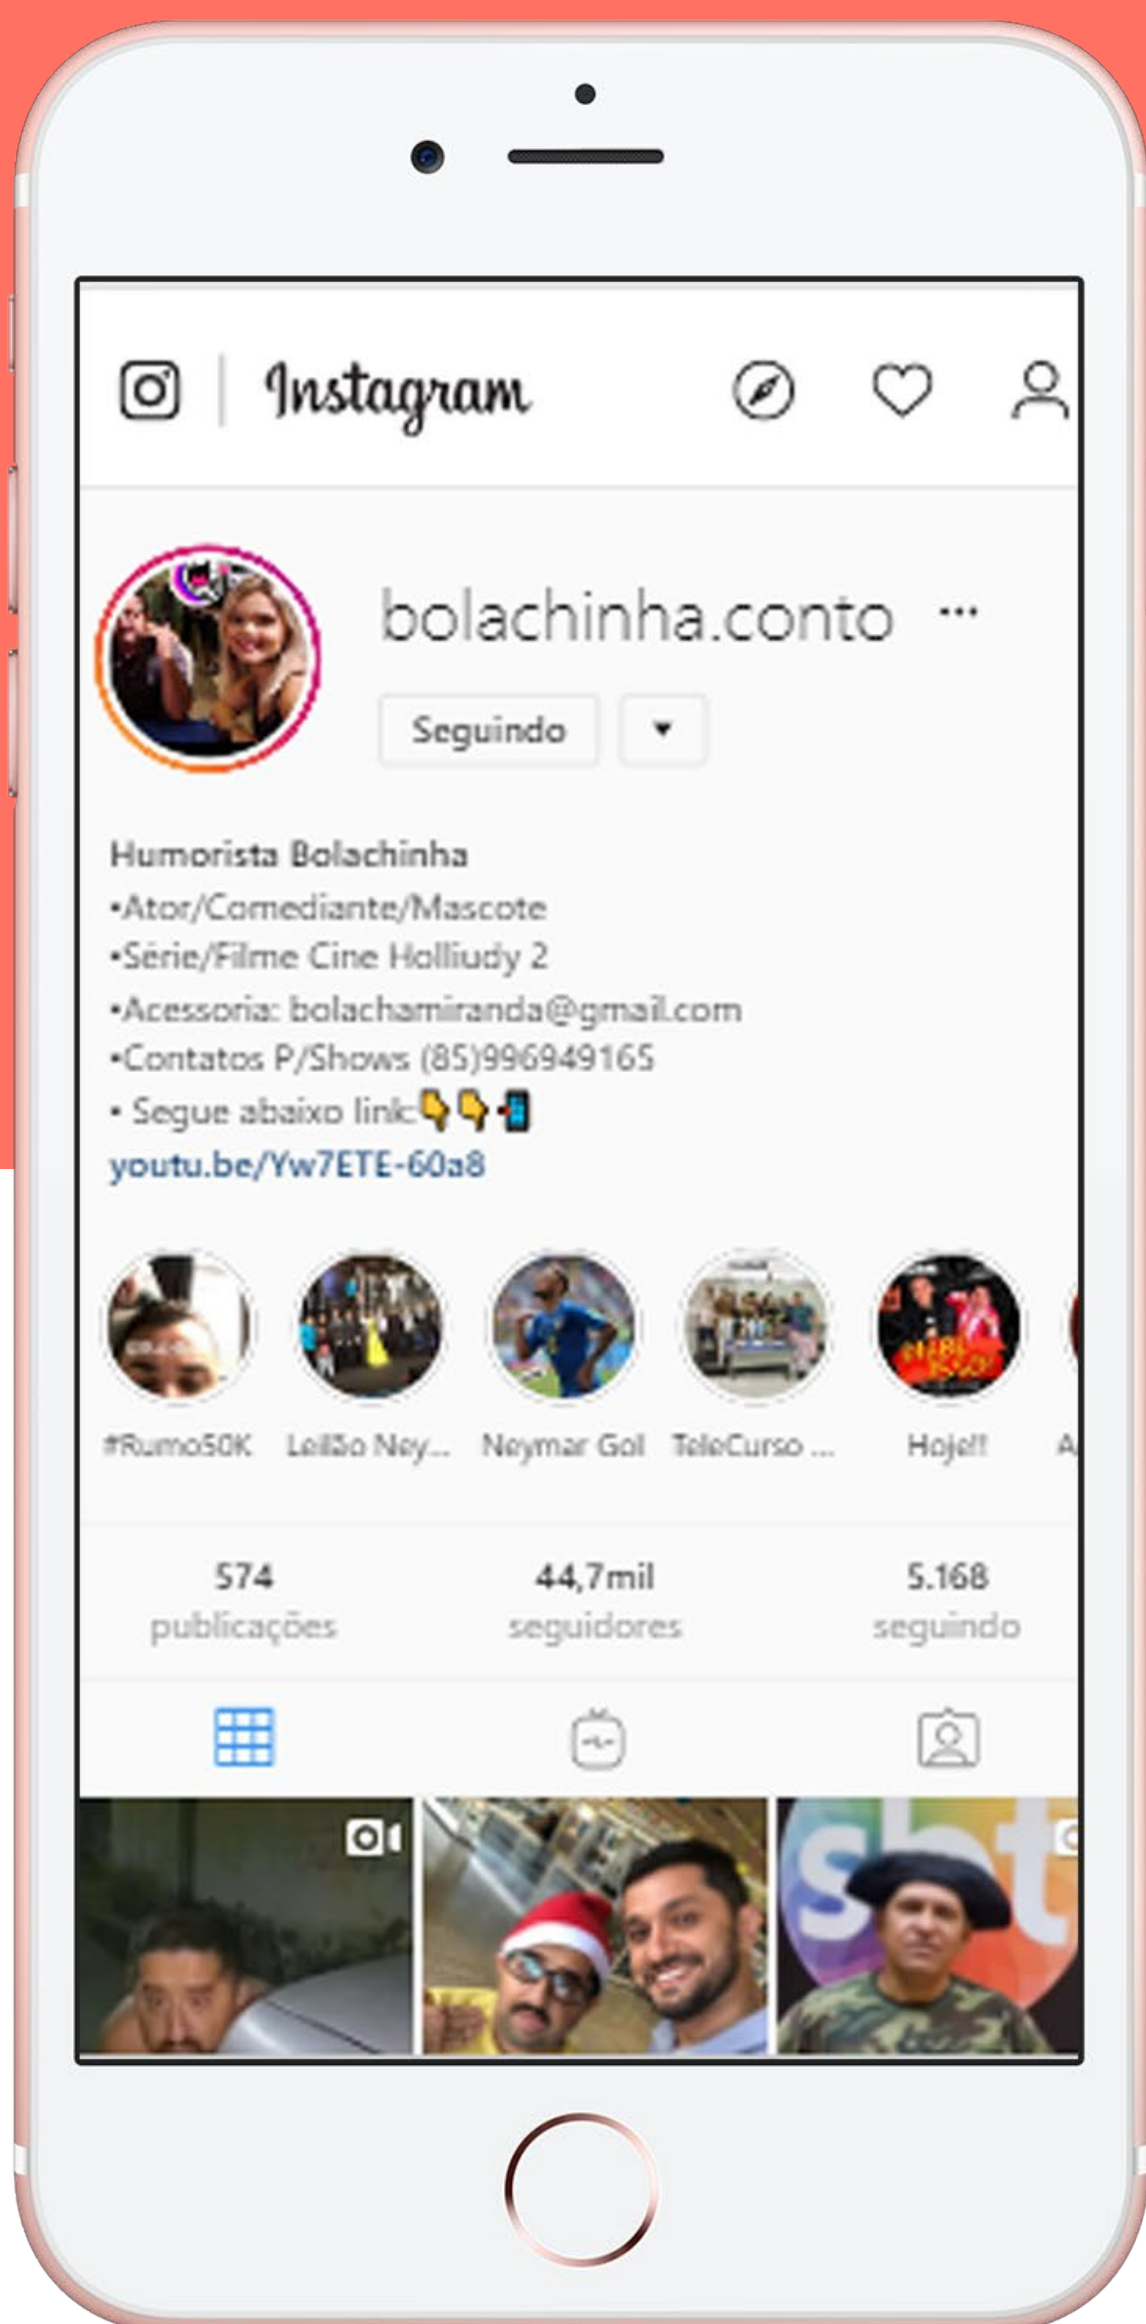 Instagram
bolachinha.conto
Seguindo
Humorista Bolachinha
•Ator/Comediante/Mascote
•Série/Filme Cine Holliudy 2
•Acessoria: bolachamiranda@gmail.com
•Contatos P/Shows (85)996949165
• Segue abaixo link:👇👇📲
youtu.be/Yw7ETE-60a8
#Rumo50K Leilão Ney... Neymar Gol TeleCurso ... Hoje!! A
574 44,7mil 5.168
publicações seguidores seguindo
sbt